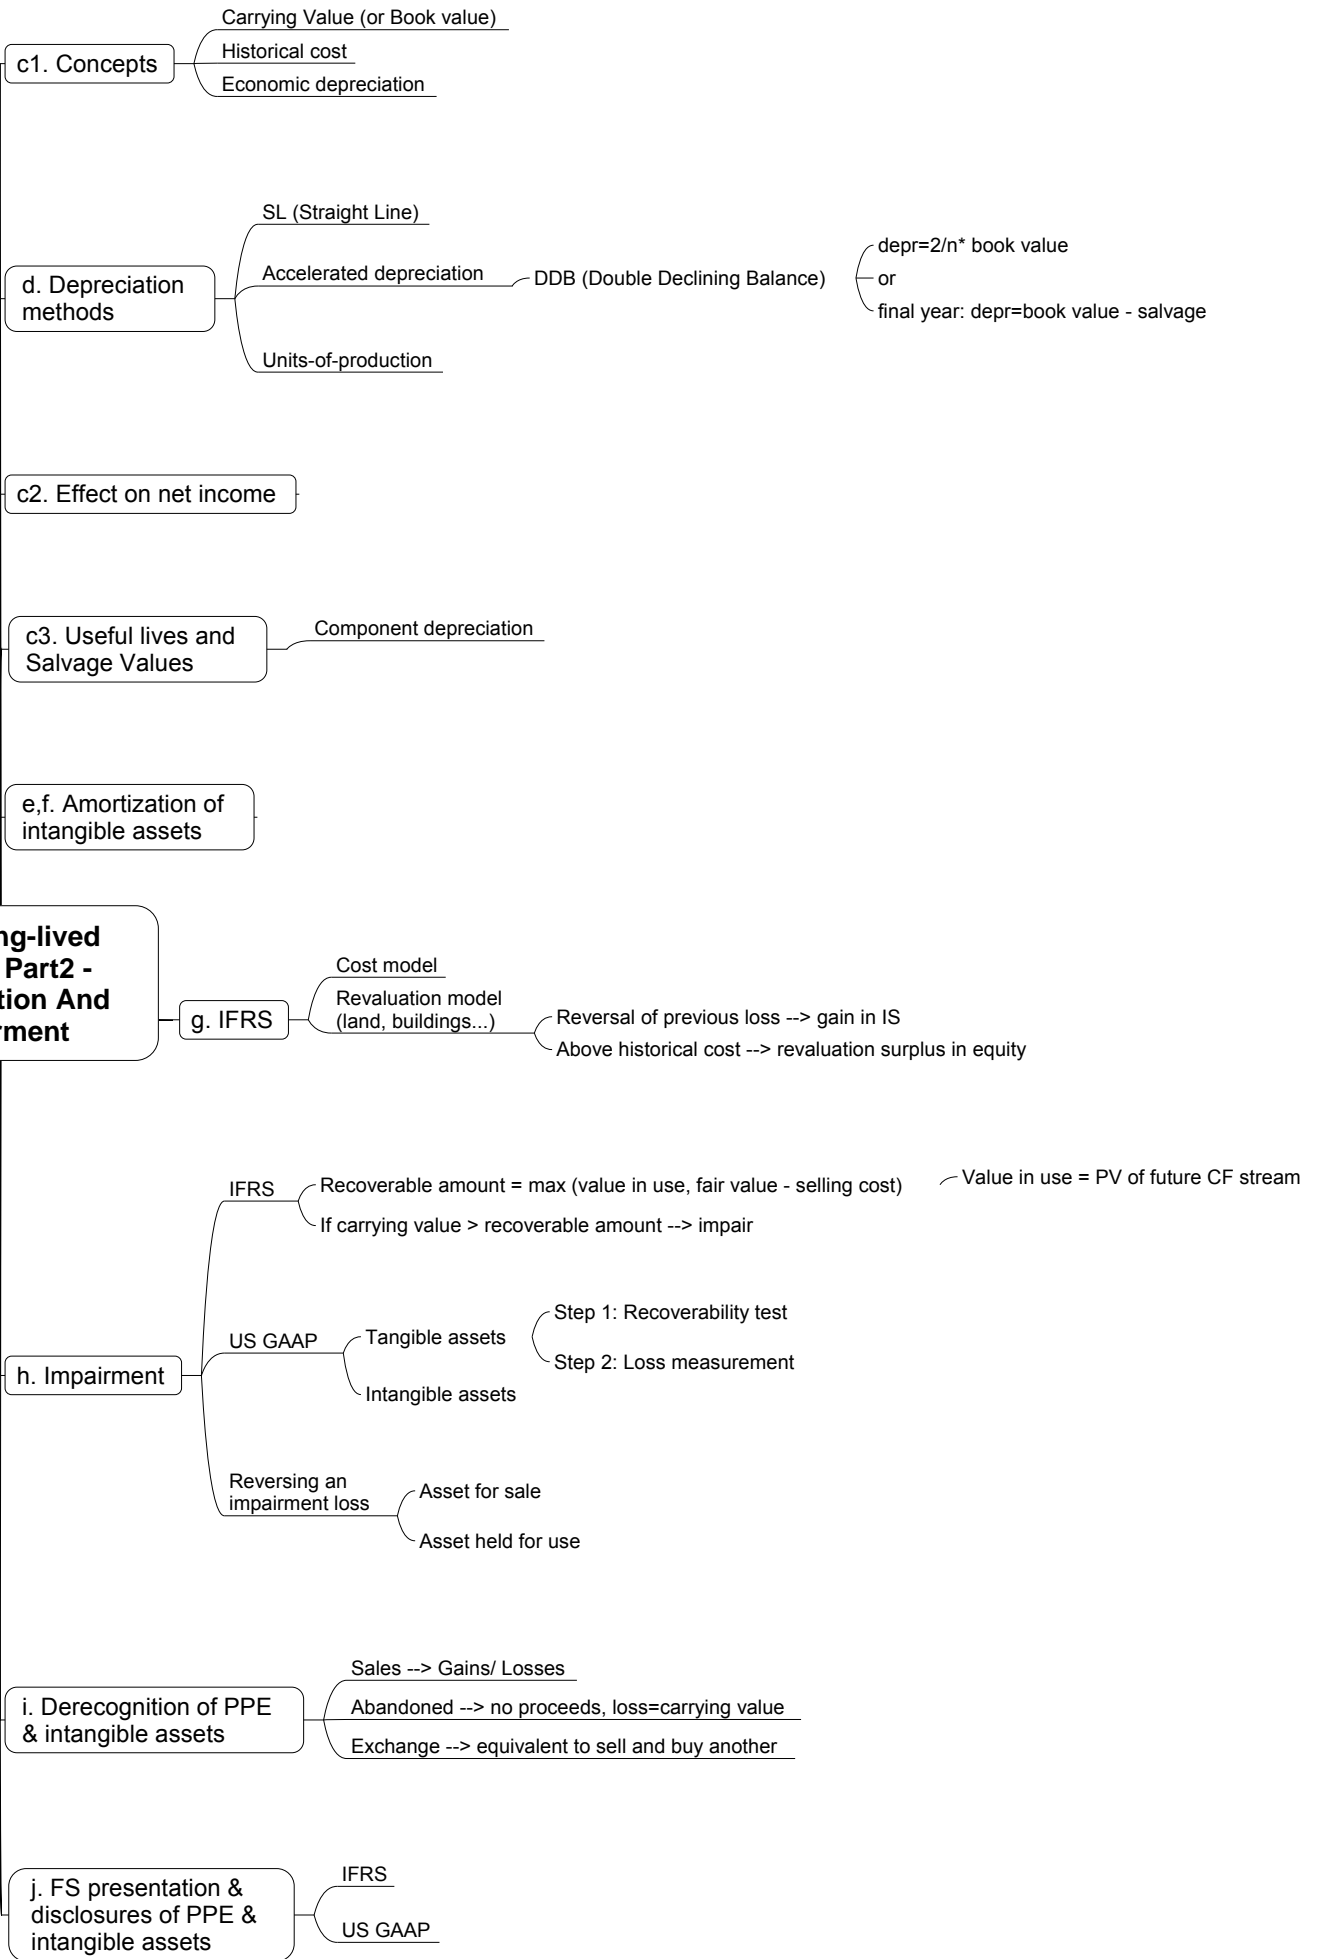 Carrying Value (or Book value)
c1. Concepts
Historical cost
Economic depreciation
SL (Straight Line)
d. Depreciation
methods
Accelerated depreciation
DDB (Double Declining Balance)
depr=2/n* book value
or
final year: depr=book value - salvage
Units-of-production
c2. Effect on net income
c3. Useful lives and
Salvage Values
Component depreciation
e,f. Amortization of
intangible assets
ng-lived
Part2 -
tion And
rment
g. IFRS
Cost model
Revaluation model
(land, buildings...)
Reversal of previous loss --> gain in IS
Above historical cost --> revaluation surplus in equity
h. Impairment
IFRS
Recoverable amount = max (value in use, fair value - selling cost)
Value in use = PV of future CF stream
If carrying value > recoverable amount --> impair
US GAAP
Tangible assets
Step 1: Recoverability test
Step 2: Loss measurement
Intangible assets
Reversing an
impairment loss
Asset for sale
Asset held for use
i. Derecognition of PPE
& intangible assets
Sales --> Gains/ Losses
Abandoned --> no proceeds, loss=carrying value
Exchange --> equivalent to sell and buy another
j. FS presentation &
disclosures of PPE &
intangible assets
IFRS
US GAAP